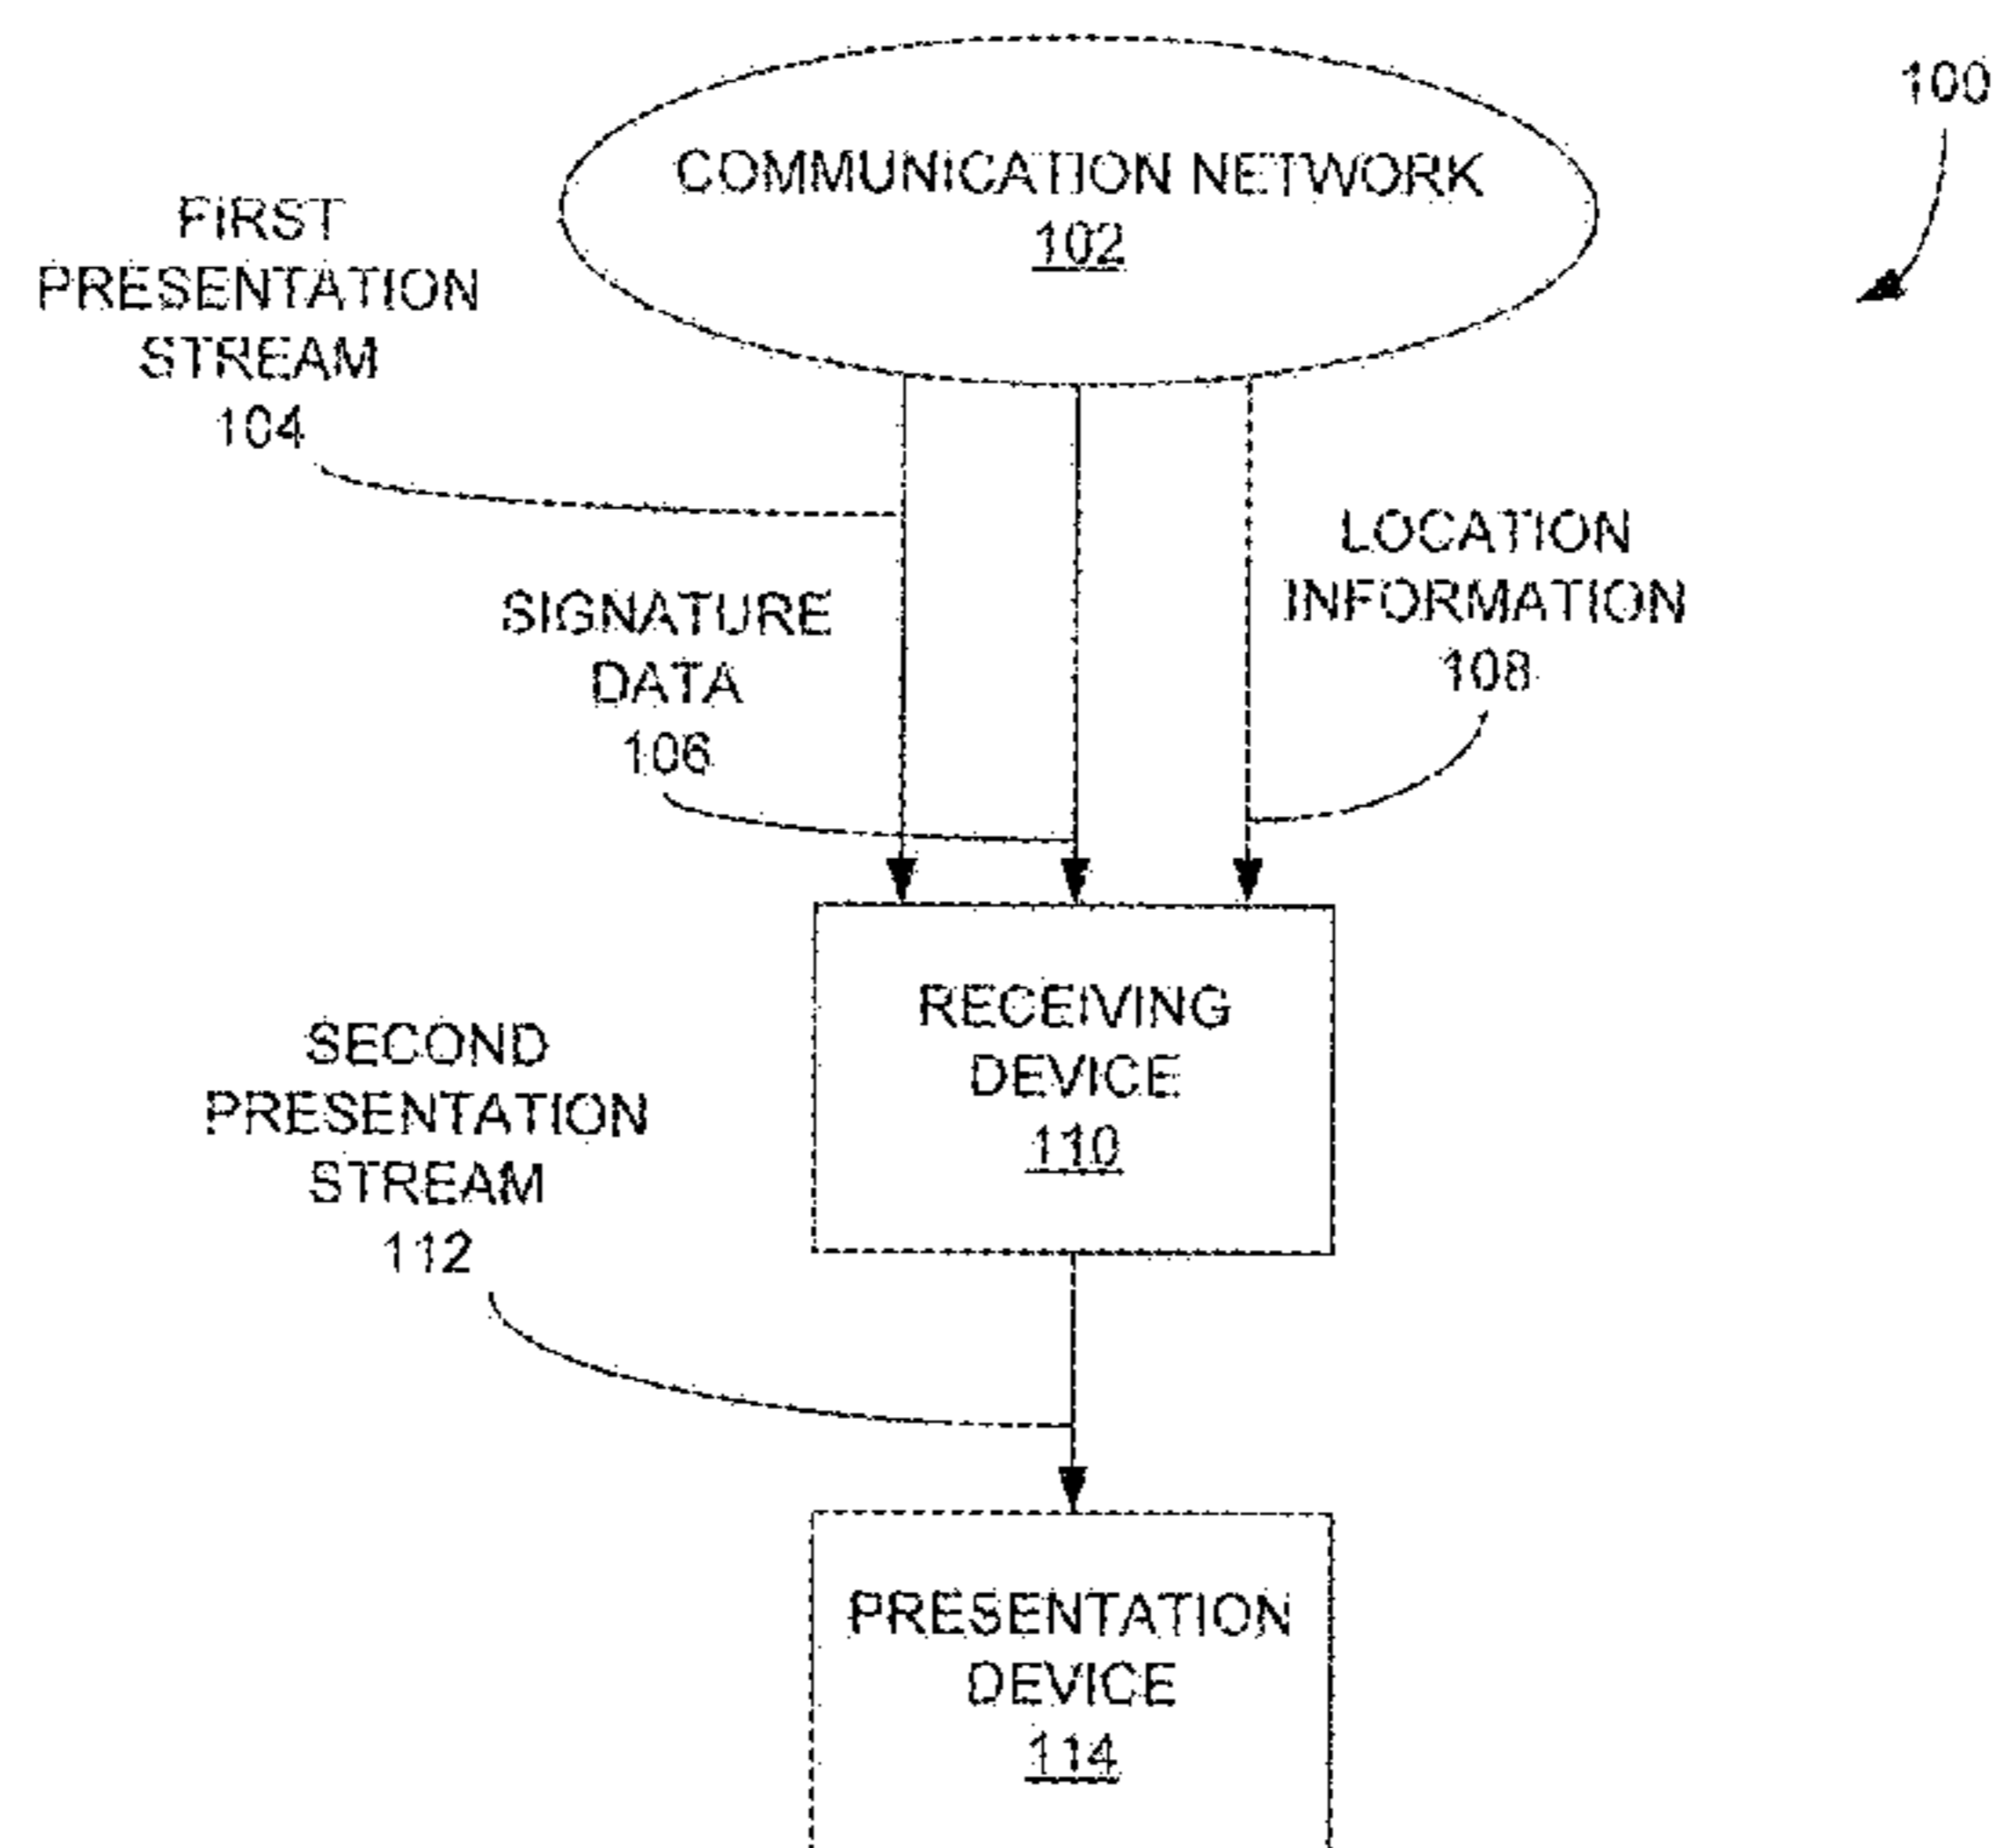 100
COMMUNICATION NETWORK
102
FIRST
PRESENTATION
STREAM
104
LOCATION
INFORMATION
108
SIGNATURE
DATA
106
RECEIVING
DEVICE
110
SECOND
PRESENTATION
STREAM
112
PRESENTATION
DEVICE
114